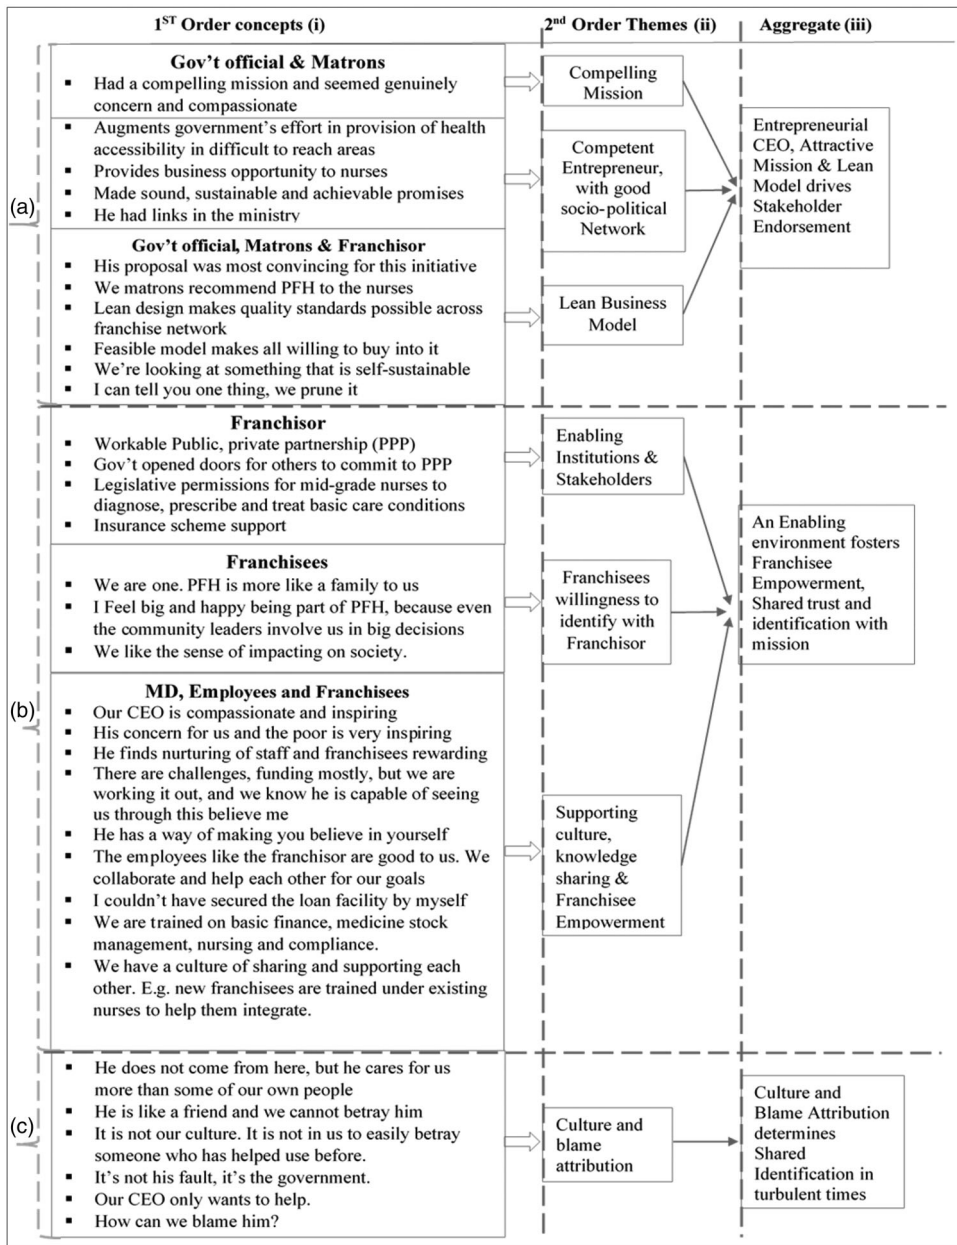 1ST Order concepts (i)
2nd Order Themes (ii)
Aggregate (iii)
(a)
Gov't official & Matrons
▪ Had a compelling mission and seemed genuinely
concern and compassionate
▪ Augments government's effort in provision of health
accessibility in difficult to reach areas
▪ Provides business opportunity to nurses
▪ Made sound, sustainable and achievable promises
▪ He had links in the ministry
Gov't official, Matrons & Franchisor
▪ His proposal was most convincing for this initiative
▪ We matrons recommend PFH to the nurses
▪ Lean design makes quality standards possible across
franchise network
▪ Feasible model makes all willing to buy into it
▪ We're looking at something that is self-sustainable
▪ I can tell you one thing, we prune it
Compelling
Mission
Competent
Entrepreneur,
with good
socio-political
Network
Lean Business
Model
Entrepreneurial
CEO, Attractive
Mission & Lean
Model drives
Stakeholder
Endorsement
(b)
Franchisor
▪ Workable Public, private partnership (PPP)
▪ Gov't opened doors for others to commit to PPP
▪ Legislative permissions for mid-grade nurses to
diagnose, prescribe and treat basic care conditions
▪ Insurance scheme support
Franchisees
▪ We are one. PFH is more like a family to us
▪ I Feel big and happy being part of PFH, because even
the community leaders involve us in big decisions
▪ We like the sense of impacting on society.
MD, Employees and Franchisees
▪ Our CEO is compassionate and inspiring
▪ His concern for us and the poor is very inspiring
▪ He finds nurturing of staff and franchisees rewarding
▪ There are challenges, funding mostly, but we are
working it out, and we know he is capable of seeing
us through this believe me
▪ He has a way of making you believe in yourself
▪ The employees like the franchisor are good to us. We
collaborate and help each other for our goals
▪ I couldn't have secured the loan facility by myself
▪ We are trained on basic finance, medicine stock
management, nursing and compliance.
▪ We have a culture of sharing and supporting each
other. E.g. new franchisees are trained under existing
nurses to help them integrate.
Enabling
Institutions &
Stakeholders
Franchisees
willingness to
identify with
Franchisor
Supporting
culture,
knowledge
sharing &
Franchisee
Empowerment
An Enabling
environment fosters
Franchisee
Empowerment,
Shared trust and
identification with
mission
(c)
▪ He does not come from here, but he cares for us
more than some of our own people
▪ He is like a friend and we cannot betray him
▪ It is not our culture. It is not in us to easily betray
someone who has helped use before.
▪ It's not his fault, it's the government.
▪ Our CEO only wants to help.
▪ How can we blame him?
Culture and
blame
attribution
Culture and
Blame Attribution
determines
Shared
Identification in
turbulent times